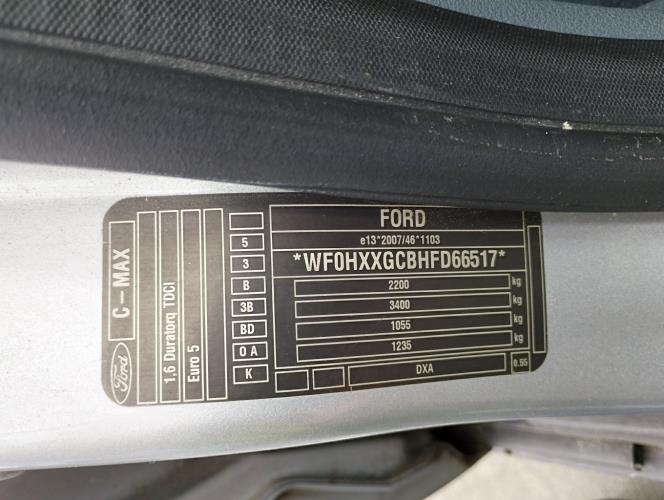 Ford
C-MAX
1.6 Duratorq TDCI
Euro 5
5
3
B
3B
BD
0 A
K
FORD
e13*2007/46*1103
*WF0HXXGCBHFD66517*
2200 kg
3400 kg
1055 kg
1235 kg
DXA
0.55